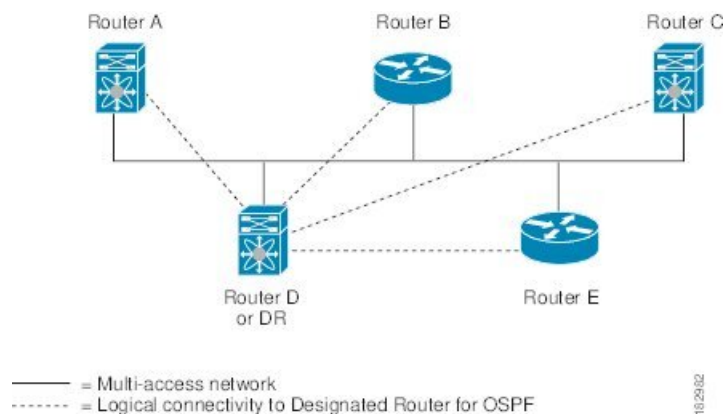 Router A
Router B
Router C
Router D
or DR
Router E
= Multi-access network
= Logical connectivity to Designated Router for OSPF
182982